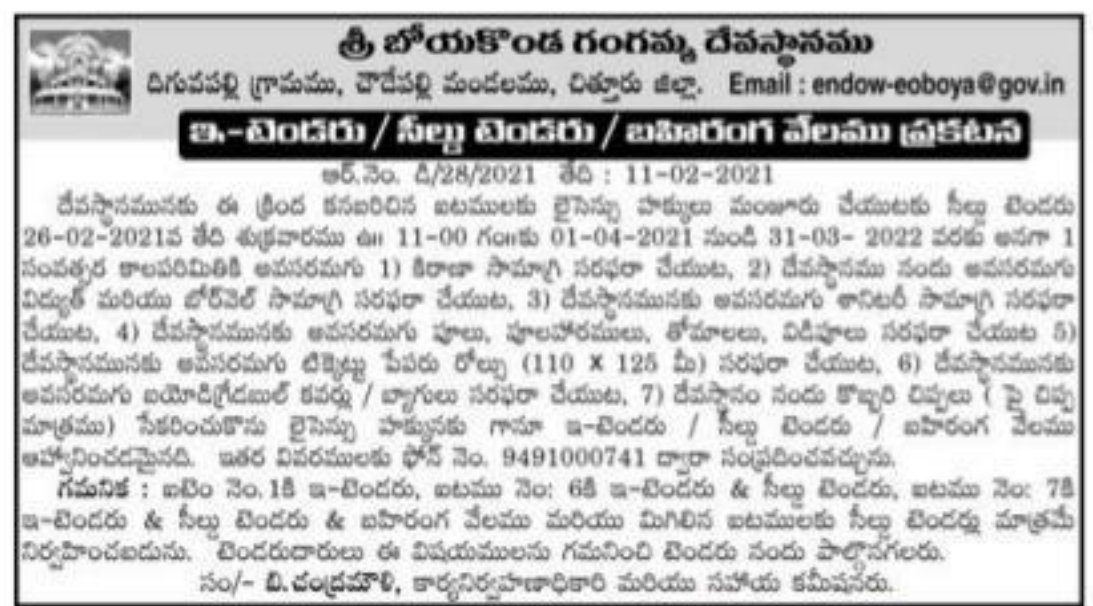 శ్రీ బోయకొండ గంగమ్మ దేవస్థానము
దిగువపల్లి గ్రామము, చౌడేపల్లి మండలము, చిత్తూరు జిల్లా. Email : endow-eoboya@gov.in
ఇ-టెండరు / సీల్డు టెండరు / బహిరంగ వేలము ప్రకటన
ఆర్.నెం. డి/28/2021 తేది : 11-02-2021
దేవస్థానమునకు ఈ క్రింద కనబరిచిన ఐటములకు లైసెన్సు హక్కులు మంజూరు చేయుటకు సీల్డు టెండరు
26-02-2021వ తేది శుక్రవారము ఉ॥ 11-00 గం॥కు 01-04-2021 నుండి 31-03- 2022 వరకు అనగా 1
సంవత్సర కాలపరిమితికి అవసరమగు 1) కిరాణా సామాగ్రి సరఫరా చేయుట, 2) దేవస్థానము నందు అవసరమగు
విద్యుత్ మరియు బోర్‌వెల్ సామాగ్రి సరఫరా చేయుట, 3) దేవస్థానమునకు అవసరమగు శానిటరీ సామాగ్రి సరఫరా
చేయుట, 4) దేవస్థానమునకు అవసరమగు పూలు, పూలహారములు, తోమాలలు, విడిపూలు సరఫరా చేయుట 5)
దేవస్థానమునకు అవసరమగు టిక్కెట్టు పేపరు రోల్సు (110 X 125 మీ) సరఫరా చేయుట, 6) దేవస్థానమునకు
అవసరమగు బయోడిగ్రేడబుల్ కవర్లు / బ్యాగులు సరఫరా చేయుట, 7) దేవస్థానం నందు కొబ్బరి చిప్పలు ( పై చిప్ప
మాత్రము) సేకరించుకొను లైసెన్సు హక్కునకు గానూ ఇ-టెండరు / సీల్డు టెండరు / బహిరంగ వేలము
ఆహ్వానించడమైనది. ఇతర వివరములకు ఫోన్ నెం. 9491000741 ద్వారా సంప్రదించవచ్చును.
గమనిక : ఐటెం నెం.1కి ఇ-టెండరు, ఐటము నెం: 6కి ఇ-టెండరు & సీల్డు టెండరు, ఐటము నెం: 7కి
ఇ-టెండరు & సీల్డు టెండరు & బహిరంగ వేలము మరియు మిగిలిన ఐటములకు సీల్డు టెండర్లు మాత్రమే
నిర్వహించబడును. టెండరుదారులు ఈ విషయములను గమనించి టెండరు నందు పాల్గొనగలరు.
సం/- బి.చంద్రమౌళి, కార్యనిర్వహణాధికారి మరియు సహాయ కమీషనరు.